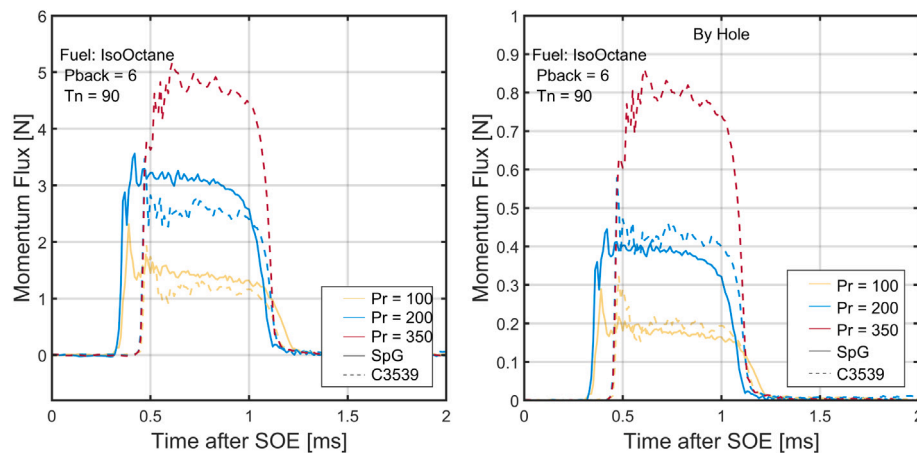 6
5
4
3
2
1
0
Momentum Flux [N]
Fuel: IsoOctane
Pback = 6
Tn = 90
Pr = 100
Pr = 200
Pr = 350
SpG
C3539
0
0.5
1
1.5
2
Time after SOE [ms]
1
0.9
0.8
0.7
0.6
0.5
0.4
0.3
0.2
0.1
0
Momentum Flux [N]
By Hole
Fuel: IsoOctane
Pback = 6
Tn = 90
Pr = 100
Pr = 200
Pr = 350
SpG
C3539
0
0.5
1
1.5
2
Time after SOE [ms]